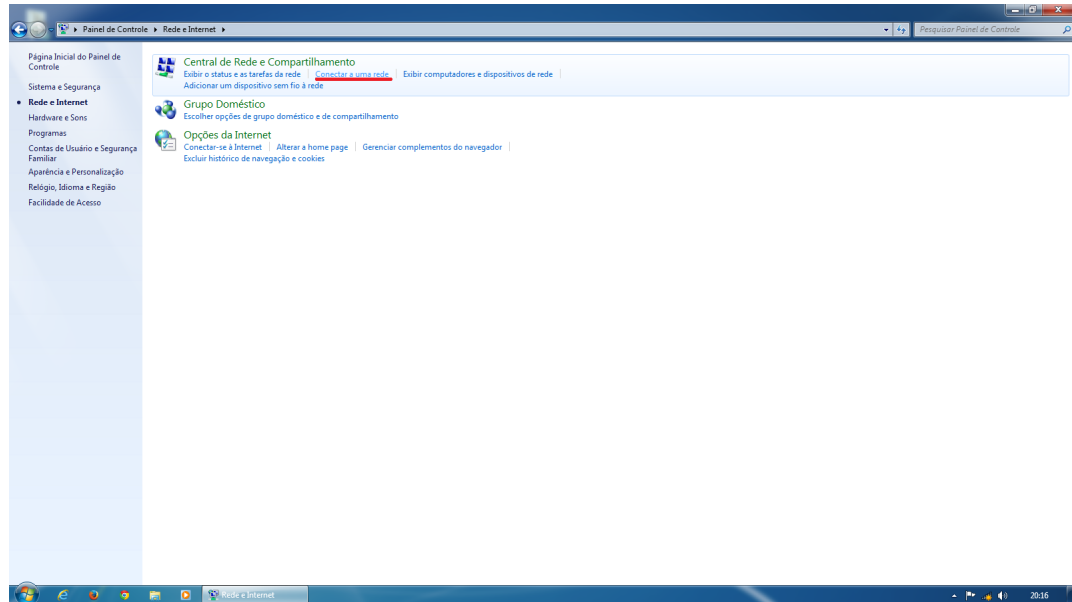 Painel de Controle Rede e Internet
Pesquisar Painel de Controle
Página Inicial do Painel de
Controle
Sistema e Segurança
Rede e Internet
Hardware e Sons
Programas
Contas de Usuário e Segurança
Familiar
Aparência e Personalização
Relógio, Idioma e Região
Facilidade de Acesso
Central de Rede e Compartilhamento
Exibir o status e as tarefas da rede Conectar a uma rede Exibir computadores e dispositivos de rede
Adicionar um dispositivo sem fio à rede
Grupo Doméstico
Escolher opções de grupo doméstico e de compartilhamento
Opções da Internet
Conectar-se à Internet Alterar a home page Gerenciar complementos do navegador
Excluir histórico de navegação e cookies
Rede e Internet
20:16